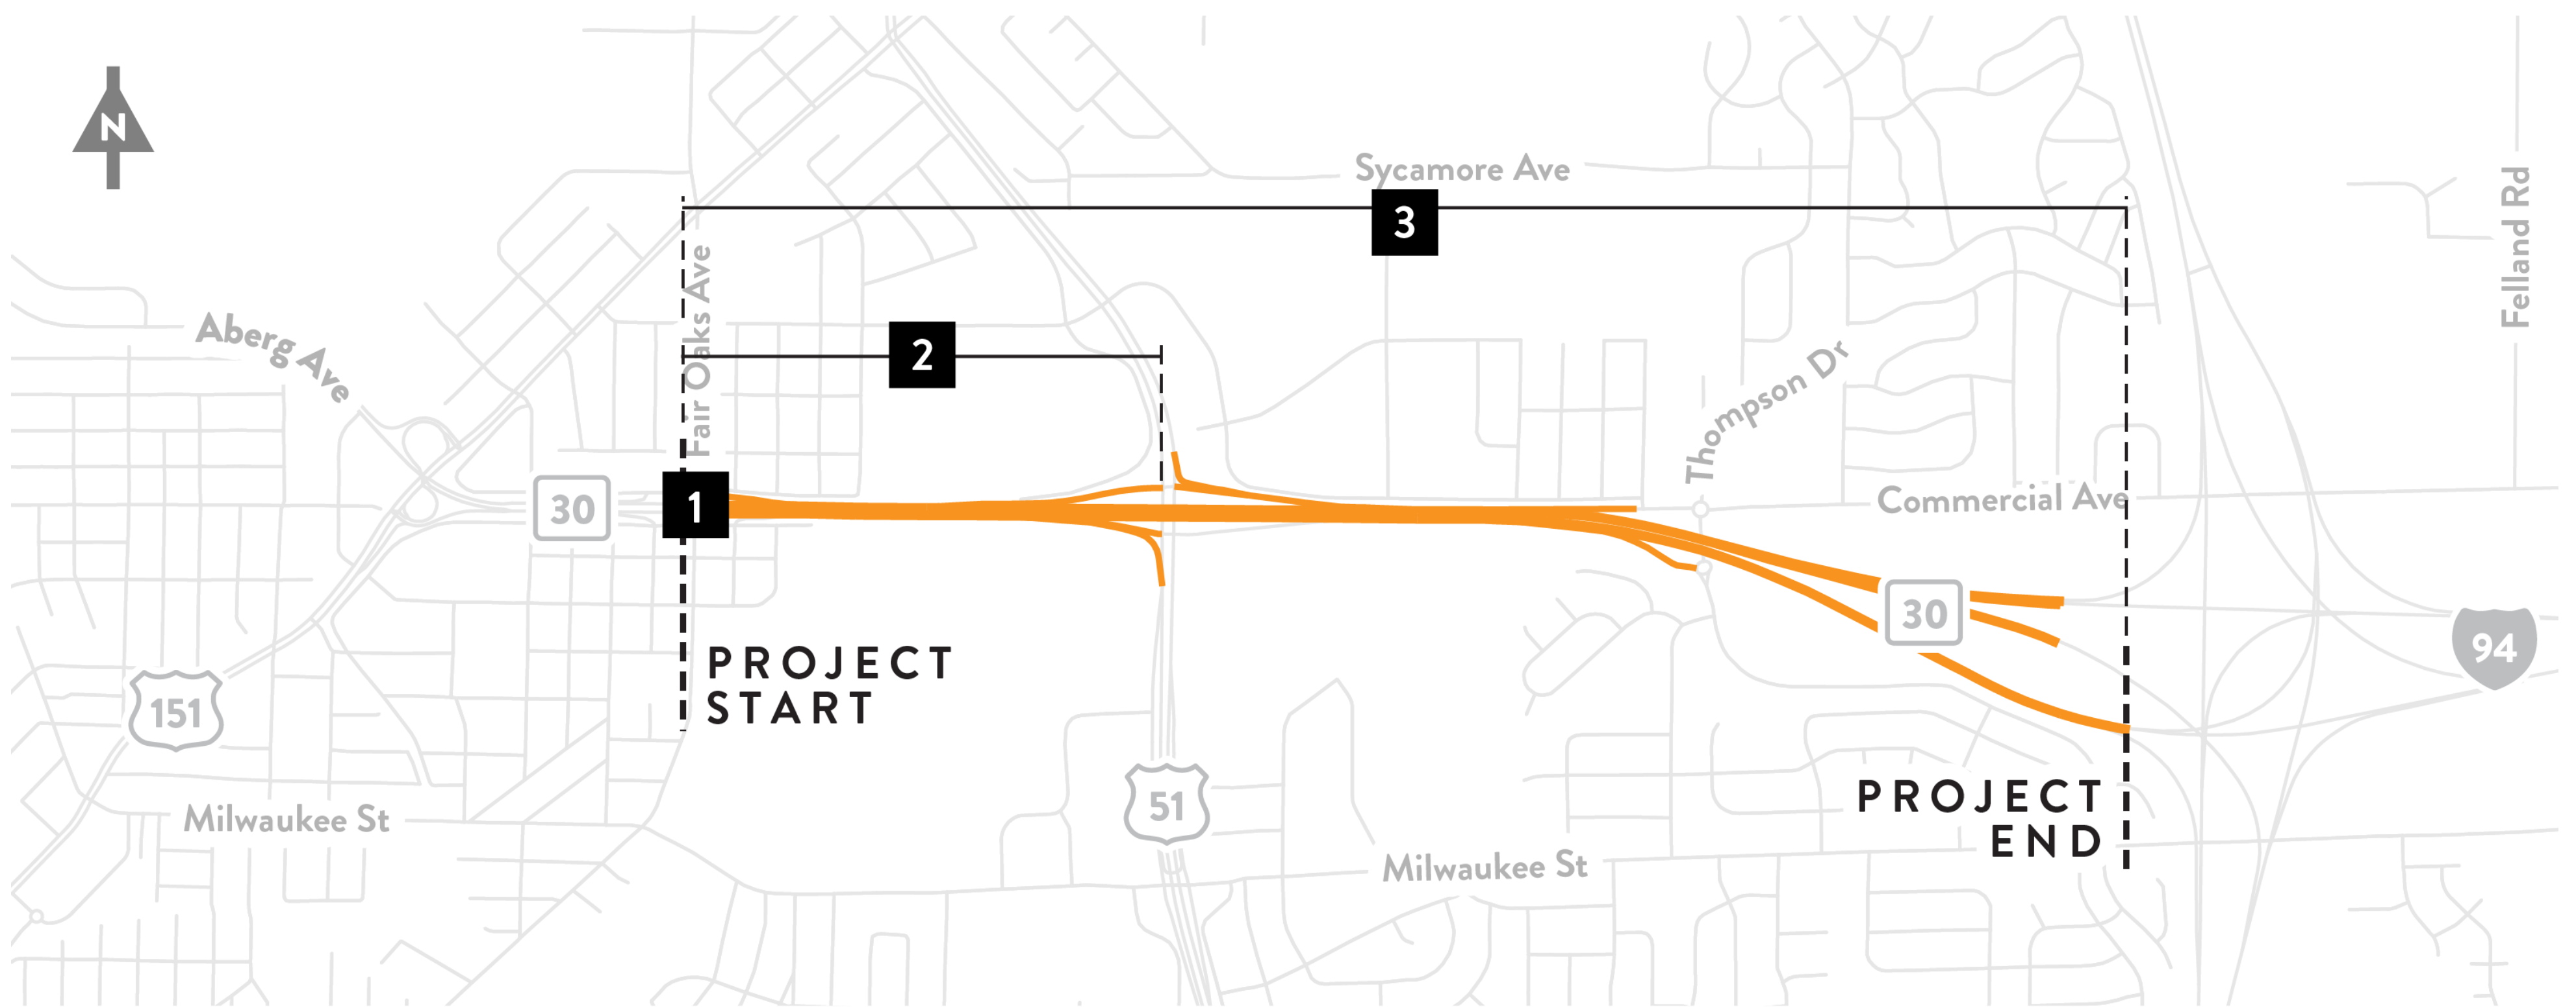 N
Sycamore Ave
3
Felland Rd
Fair Oaks Ave
Aberg Ave
2
Thompson Dr
30
1
Commercial Ave
30
PROJECT
START
94
151
51
PROJECT
END
Milwaukee St
Milwaukee St